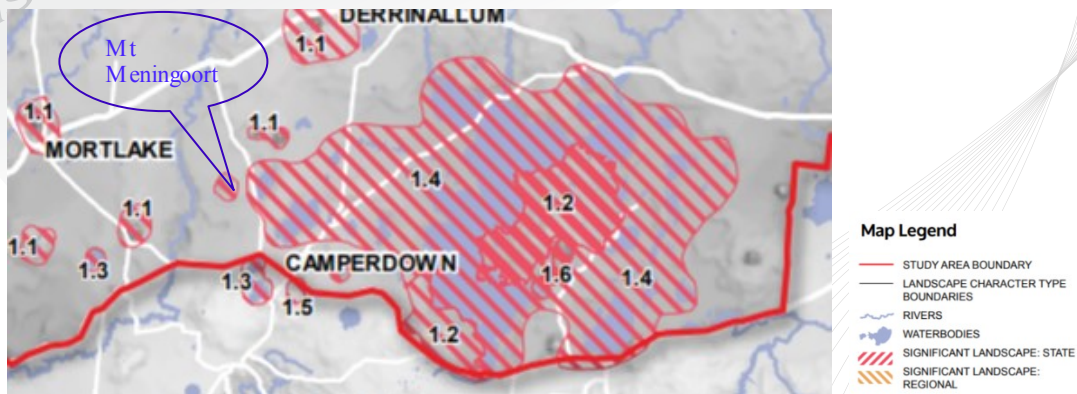 DERRINALLUM
1.1
Mt
Meningoort
1.1
1.1
MORTLAKE
1.4
1.2
1.1
1.1
1.3
CAMPERDOWN
1.3
1.6
1.4
1.5
1.2
Map Legend
STUDY AREA BOUNDARY
LANDSCAPE CHARACTER TYPE
BOUNDARIES
RIVERS
WATERBODIES
SIGNIFICANT LANDSCAPE: STATE
SIGNIFICANT LANDSCAPE:
REGIONAL